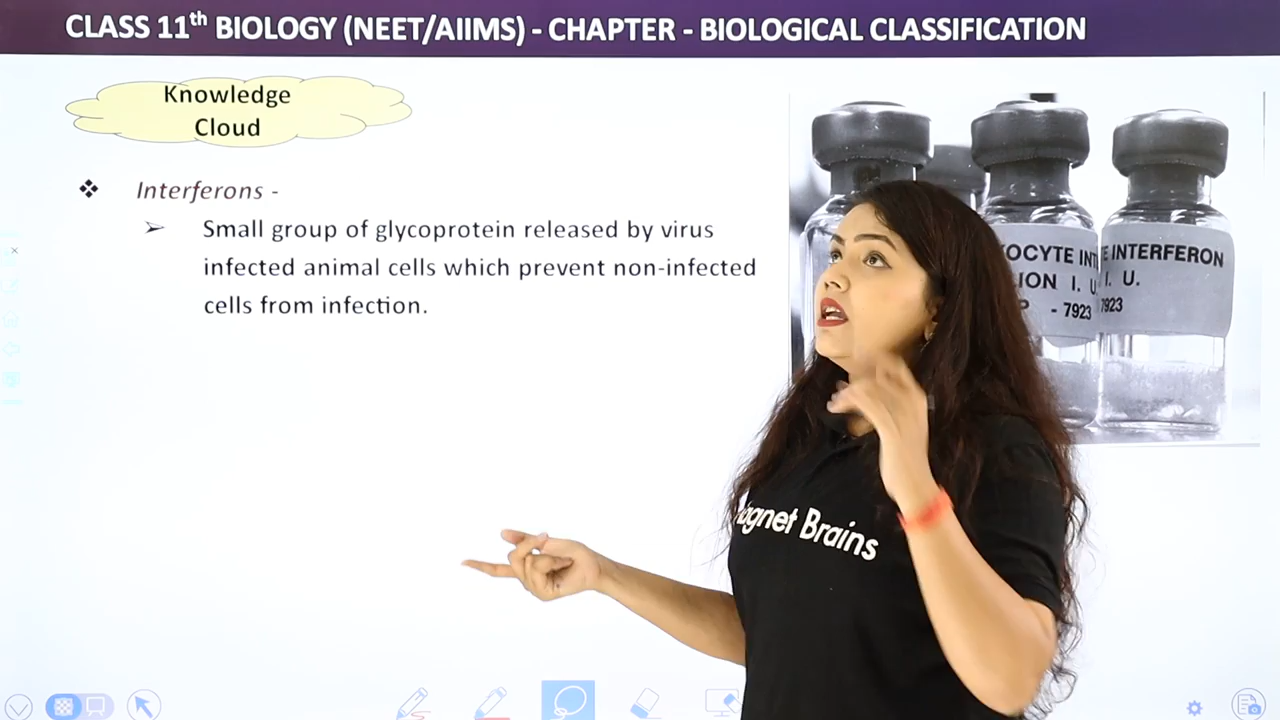 CLASS 11th BIOLOGY (NEET/AIIMS) - CHAPTER - BIOLOGICAL CLASSIFICATION
Knowledge
Cloud
Interferons -
Small group of glycoprotein released by virus
infected animal cells which prevent non-infected
cells from infection.
INTERFERON
I. U.
- 7923
7923
Brains